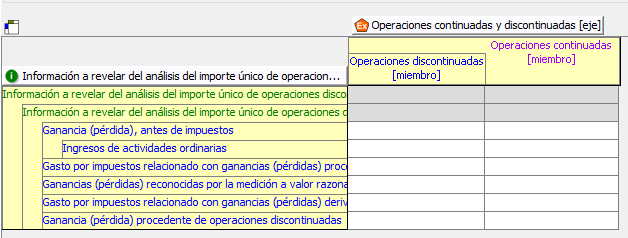 Ex Operaciones continuadas y discontinuadas [eje]
Operaciones continuadas
[miembro]
Operaciones discontinuadas
[miembro]
Información a revelar del análisis del importe único de operacion...
Información a revelar del análisis del importe único de operaciones disco
Información a revelar del análisis del importe único de operaciones d
Ganancia (pérdida), antes de impuestos
Ingresos de actividades ordinarias
Gasto por impuestos relacionado con ganancias (pérdidas) proce
Ganancias (pérdidas) reconocidas por la medición a valor razona
Gasto por impuestos relacionado con ganancias (pérdidas) deriv
Ganancia (pérdida) procedente de operaciones discontinuadas